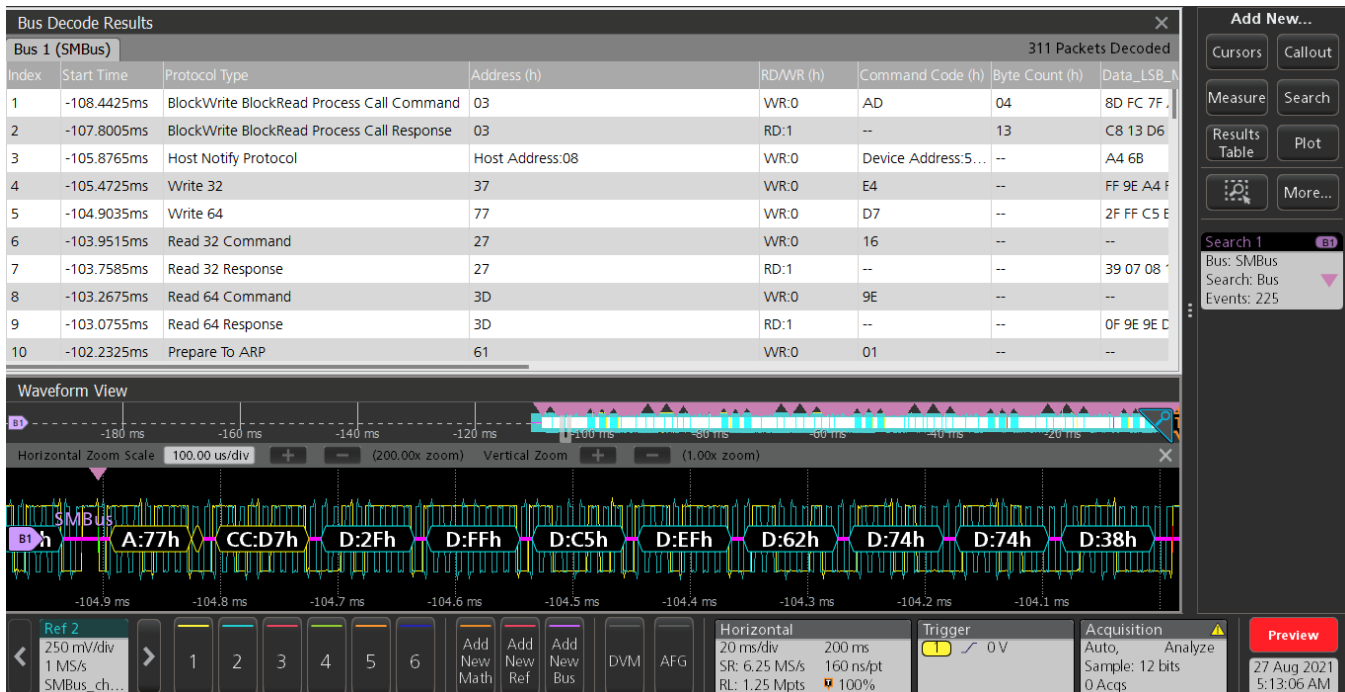 Bus Decode Results
Bus 1 (SMBus) 311 Packets Decoded
Index Start Time Protocol Type Address (h) RD/WR (h) Command Code (h) Byte Count (h) Data_LSB_M
1 -108.4425ms BlockWrite BlockRead Process Call Command 03 WR:0 AD 04 8D FC 7F
2 -107.8005ms BlockWrite BlockRead Process Call Response 03 RD:1 -- 13 C8 13 D6
3 -105.8765ms Host Notify Protocol Host Address:08 WR:0 Device Address:5... -- A4 6B
4 -105.4725ms Write 32 37 WR:0 E4 -- FF 9E A4 F
5 -104.9035ms Write 64 77 WR:0 D7 -- 2F FF C5 E
6 -103.9515ms Read 32 Command 27 WR:0 16 -- --
7 -103.7585ms Read 32 Response 27 RD:1 -- -- 39 07 08
8 -103.2675ms Read 64 Command 3D WR:0 9E -- --
9 -103.0755ms Read 64 Response 3D RD:1 -- -- 0F 9E 9E D
10 -102.2325ms Prepare To ARP 61 WR:0 01 -- --
Waveform View
B1
-180 ms -160 ms -140 ms -120 ms -100 ms -80 ms -60 ms -40 ms -20 ms
Horizontal Zoom Scale 100.00 us/div + — (200.00x zoom) Vertical Zoom + — (1.00x zoom)
SMBus
B1 h A:77h CC:D7h D:2Fh D:FFh D:C5h D:EFh D:62h D:74h D:74h D:38h
-104.9 ms -104.8 ms -104.7 ms -104.6 ms -104.5 ms -104.4 ms -104.3 ms -104.2 ms -104.1 ms
Add New...
Cursors Callout
Measure Search
Results Table Plot
More...
Search 1 B1
Bus: SMBus
Search: Bus
Events: 225
Ref 2
250 mV/div
1 MS/s
SMBus_ch...
1 2 3 4 5 6
Add New Math
Add New Ref
Add New Bus
DVM AFG
Horizontal
20 ms/div 200 ms
SR: 6.25 MS/s 160 ns/pt
RL: 1.25 Mpts 100%
Trigger
1 0 V
Acquisition
Auto, Analyze
Sample: 12 bits
0 Acqs
Preview
27 Aug 2021
5:13:06 AM